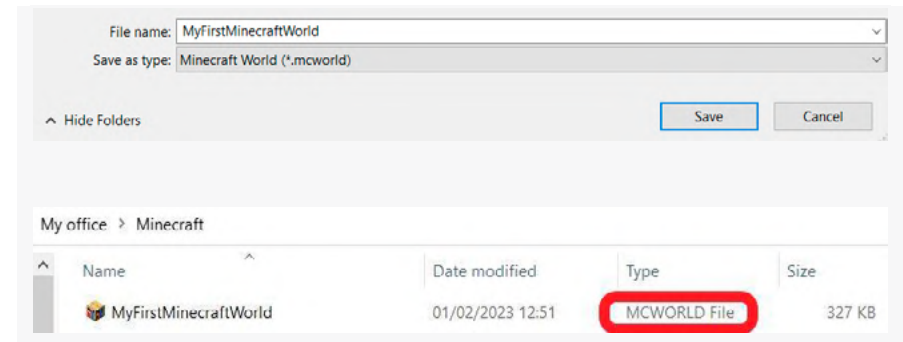 File name: MyFirstMinecraftWorld
Save as type: Minecraft World (*.mcworld)
Hide Folders Save Cancel
My office > Minecraft
Name Date modified Type Size
MyFirstMinecraftWorld 01/02/2023 12:51 MCWORLD File 327 KB